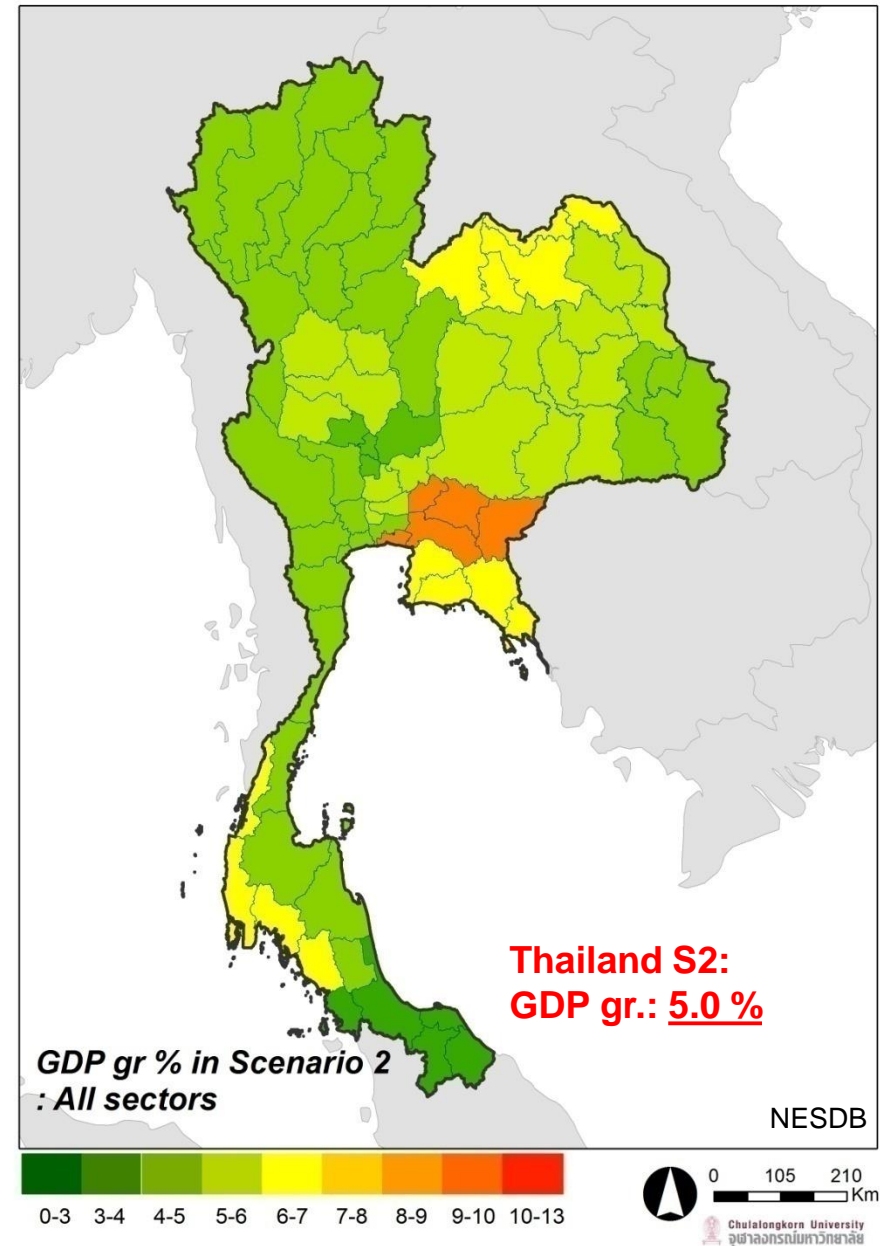 Thailand S2:
GDP gr.: 5.0 %
GDP gr % in Scenario 2
: All sectors
NESDB
0-3 3-4 4-5 5-6 6-7 7-8 8-9 9-10 10-13
0 105 210
Km
Chulalongkorn University
จุฬาลงกรณ์มหาวิทยาลัย